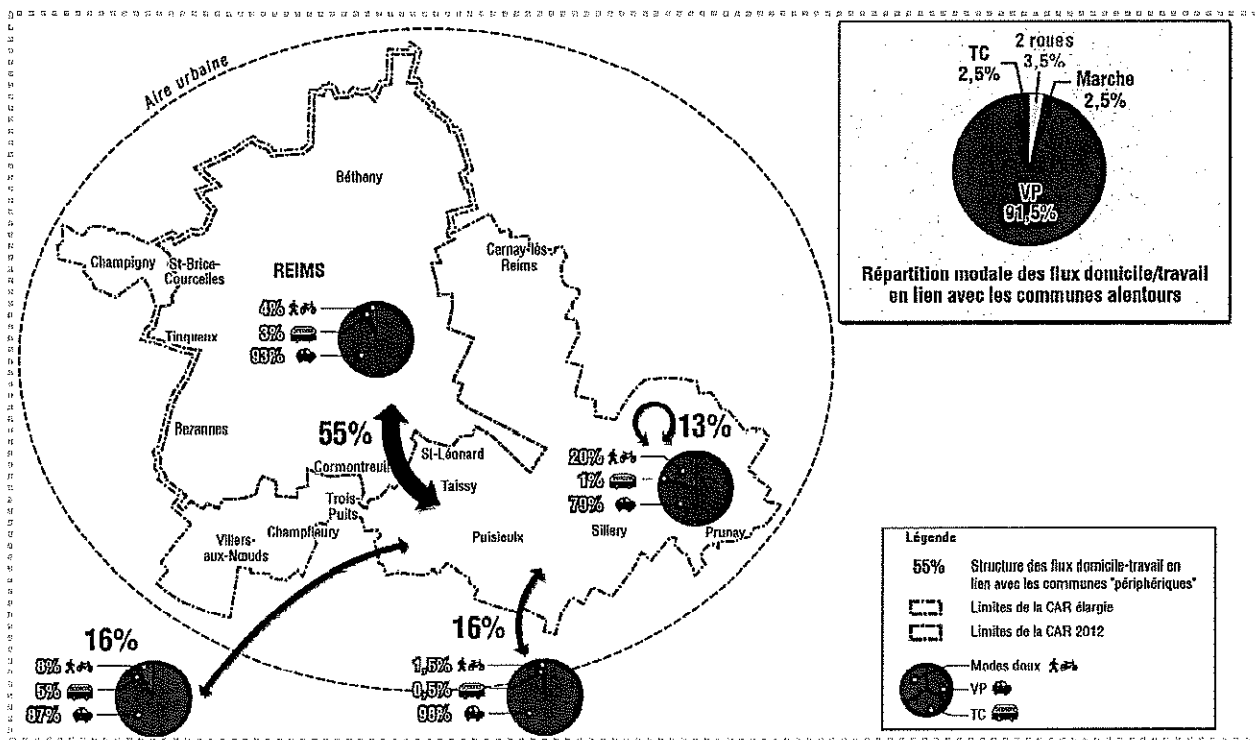 Aire urbaine
Bétheny
Champigny
St-Brice-
Courcelles
Cernay-lès-
Reims
REIMS
4%
3%
93%
Tinqueux
Bezannes
55%
Cormontreuil
St-Léonard
Taissy
Trois-
Puits
Champfleury
Villers-
aux-Nœuds
Puisieulx
Sillery
Prunay
13%
20%
1%
79%
16%
8%
5%
87%
16%
1,5%
0,5%
98%
TC
2,5%
2 roues
3,5%
Marche
2,5%
VP
91,5%
Répartition modale des flux domicile/travail
en lien avec les communes alentours
Légende
55% Structure des flux domicile-travail en
lien avec les communes "périphériques"
Limites de la CAR élargie
Limites de la CAR 2012
Modes doux
VP
TC